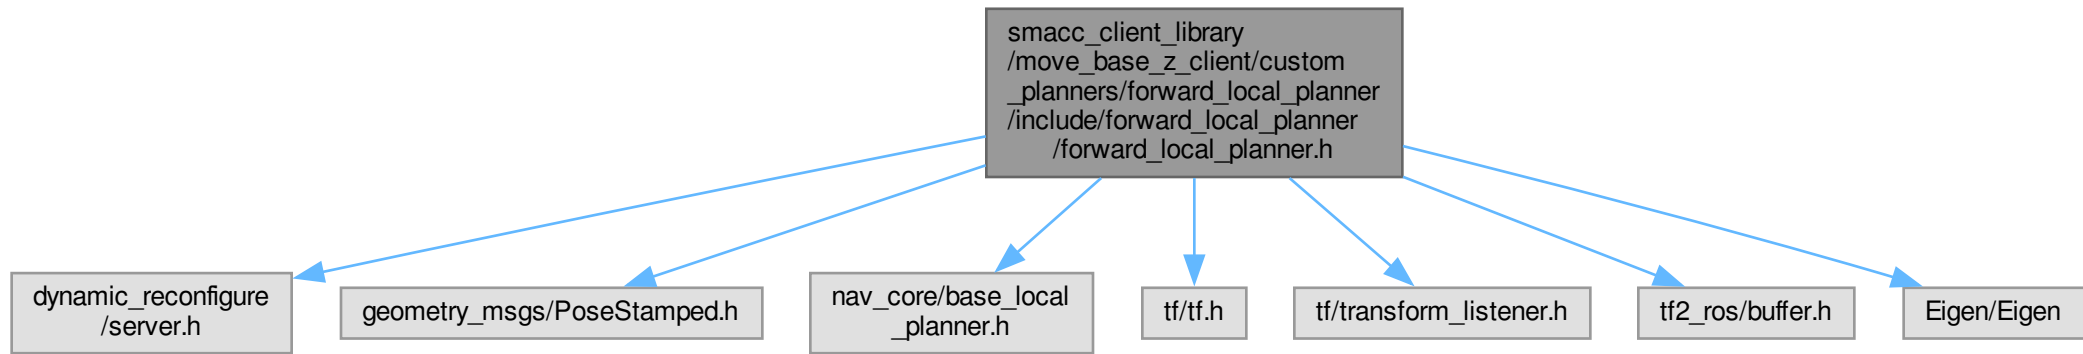 smacc_client_library
/move_base_z_client/custom
_planners/forward_local_planner
/include/forward_local_planner
/forward_local_planner.h
dynamic_reconfigure
/server.h
geometry_msgs/PoseStamped.h
nav_core/base_local
_planner.h
tf/tf.h
tf/transform_listener.h
tf2_ros/buffer.h
Eigen/Eigen